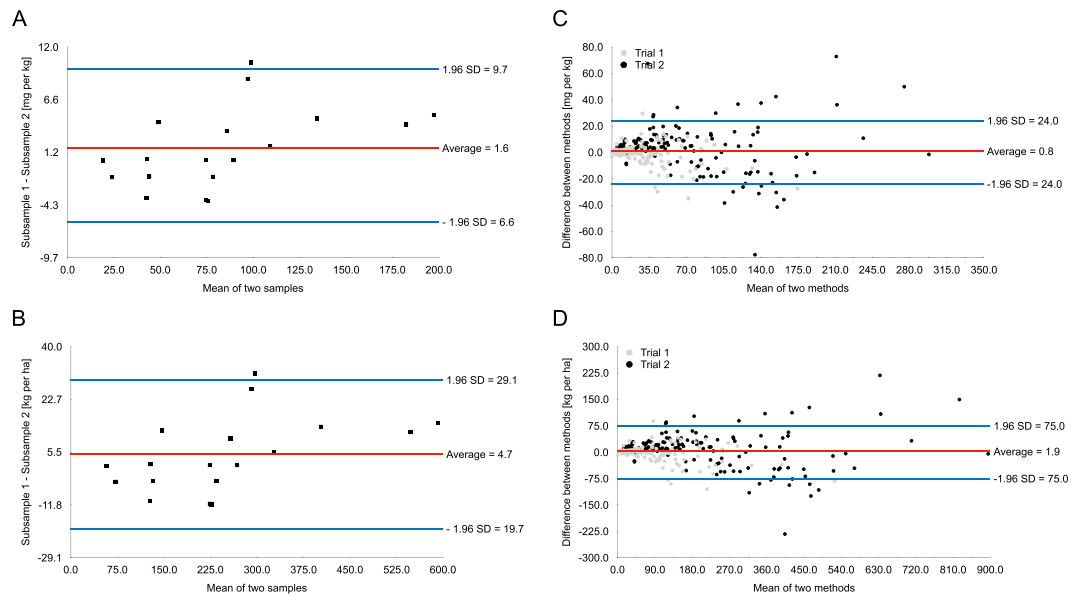 A
Subsample 1 - Subsample 2 [mg per kg]
12.0
6.6
1.2
-4.3
-9.7
1.96 SD = 9.7
Average = 1.6
- 1.96 SD = 6.6
0.0 25.0 50.0 75.0 100.0 125.0 150.0 175.0 200.0
Mean of two samples
C
Difference between methods [mg per kg]
80.0
60.0
40.0
20.0
0.0
-20.0
-40.0
-60.0
-80.0
Trial 1
Trial 2
1.96 SD = 24.0
Average = 0.8
-1.96 SD = 24.0
0.0 35.0 70.0 105.0 140.0 175.0 210.0 245.0 280.0 315.0 350.0
Mean of two methods
B
Subsample 1 - Subsample 2 [kg per ha]
40.0
22.7
5.5
-11.8
-29.1
1.96 SD = 29.1
Average = 4.7
- 1.96 SD = 19.7
0.0 75.0 150.0 225.0 300.0 375.0 450.0 525.0 600.0
Mean of two samples
D
Difference between methods [kg per ha]
300.0
225.0
150.0
75.0
0.0
-75.0
-150.0
-225.0
-300.0
Trial 1
Trial 2
1.96 SD = 75.0
Average = 1.9
-1.96 SD = 75.0
0.0 90.0 180.0 270.0 360.0 450.0 540.0 630.0 720.0 810.0 900.0
Mean of two methods